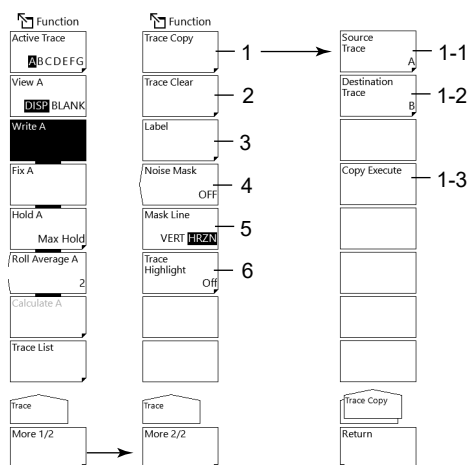 Function
Active Trace
ABCDEFG
View A
DISP BLANK
Write A
Fix A
Hold A
Max Hold
Roll Average A
2
Calculate A
Trace List
Trace
More 1/2
Function
Trace Copy
1
Trace Clear
2
Label
3
Noise Mask
OFF
4
Mask Line
VERT HRZN
5
Trace
Highlight
Off
6
Trace
More 2/2
Source
Trace
A
1-1
Destination
Trace
B
1-2
Copy Execute
1-3
Trace Copy
Return